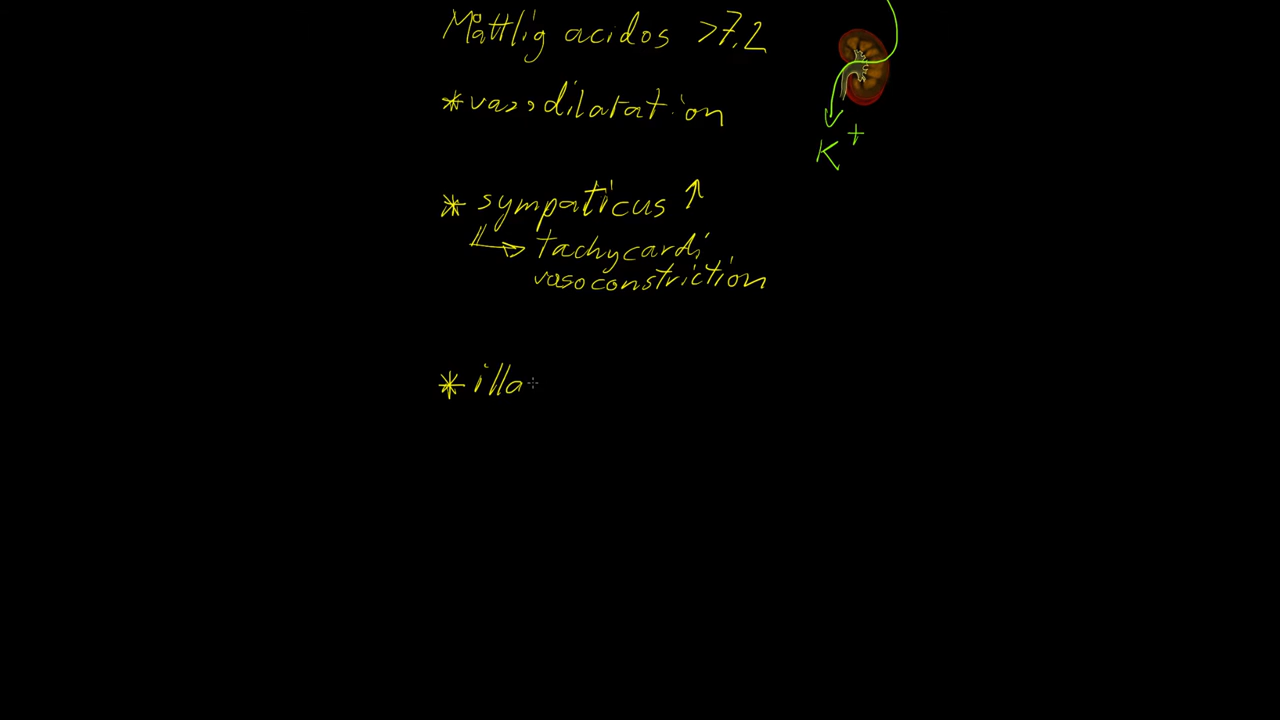 Måttlig acidos >7,2
*vasodilatation
K+
* sympaticus ↑
tachycardi
vasoconstriction
* illa